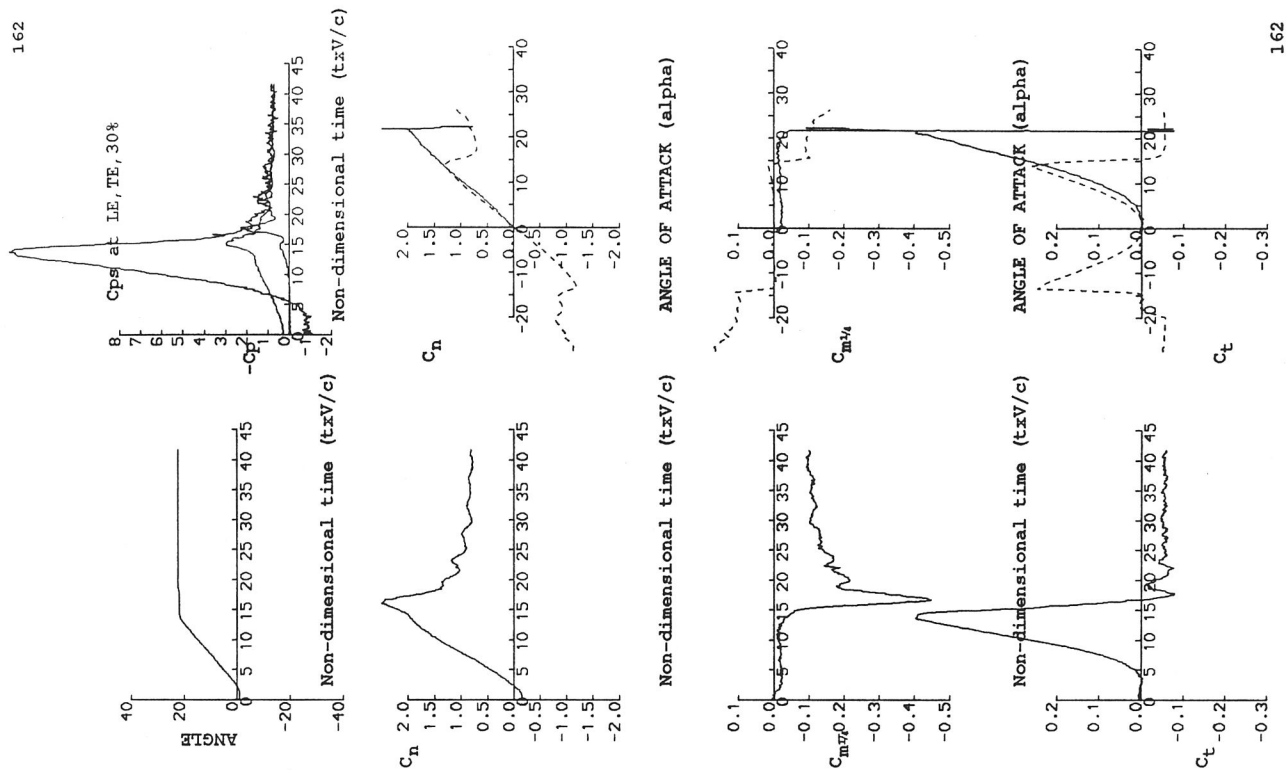 162
ANGLE
40
20
0
-20
-40
0 5 10 15 20 25 30 35 40 45
Non-dimensional time (txV/c)
Cps at LE, TE, 30%
-Cp
8
7
6
5
4
3
2
1
0
-1
-2
0 5 10 15 20 25 30 35 40 45
Non-dimensional time (txV/c)
Cn
2.0
1.5
1.0
0.5
0.0
-0.5
-1.0
-1.5
-2.0
0 5 10 15 20 25 30 35 40 45
Non-dimensional time (txV/c)
Cn
2.0
1.5
1.0
0.5
0.0
0.5
-1.0
-1.5
-2.0
-20 -10 0 10 20 30 40
ANGLE OF ATTACK (alpha)
Cm¼
0.1
0.0
-0.1
-0.2
-0.3
-0.4
-0.5
0 5 10 15 20 25 30 35 40 45
Non-dimensional time (txV/c)
Cm¼
0.1
0.0
-0.1
-0.2
-0.3
-0.4
-0.5
-20 -10 0 10 20 30 40
ANGLE OF ATTACK (alpha)
Ct
0.2
0.1
0.0
-0.1
-0.2
-0.3
0 5 10 15 20 25 30 35 40 45
Ct
0.2
0.1
0.0
-0.1
-0.2
-0.3
-20 -10 0 10 20 30 40
162